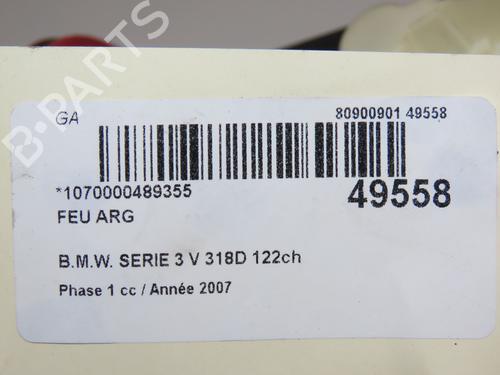 GA 80900901 49558
*1070000489355 49558
FEU ARG
B.M.W. SERIE 3 V 318D 122ch
Phase 1 cc / Année 2007
B-PARTS